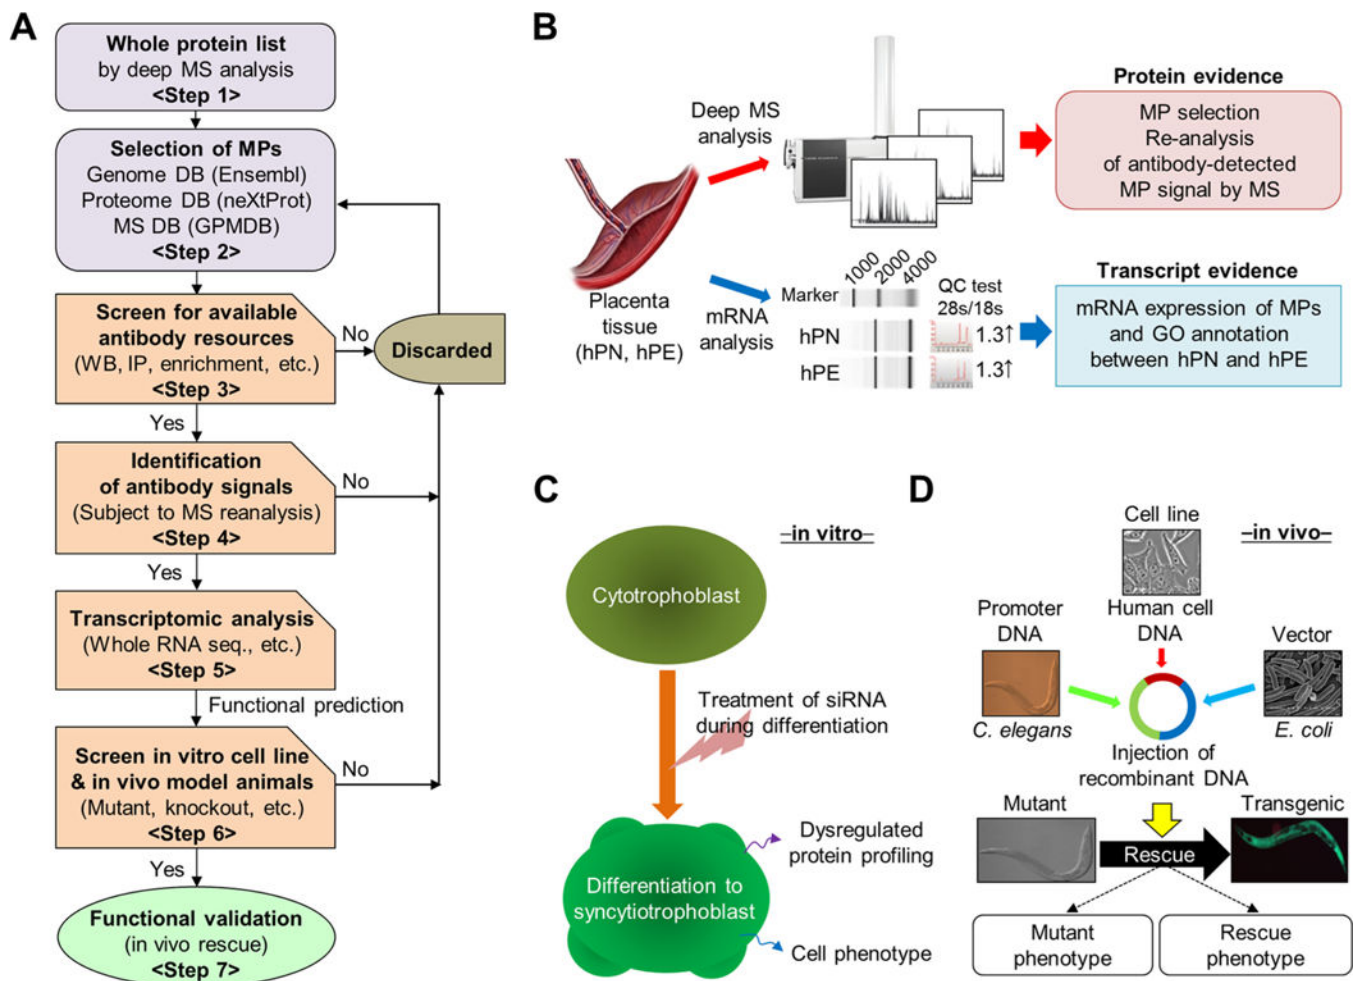 A
Whole protein list
by deep MS analysis
<Step 1>
Selection of MPs
Genome DB (Ensembl)
Proteome DB (neXtProt)
MS DB (GPMDB)
<Step 2>
Screen for available
antibody resources
(WB, IP, enrichment, etc.)
<Step 3>
No
Discarded
Yes
Identification
of antibody signals
(Subject to MS reanalysis)
<Step 4>
No
Yes
Transcriptomic analysis
(Whole RNA seq., etc.)
<Step 5>
Functional prediction
Screen in vitro cell line
& in vivo model animals
(Mutant, knockout, etc.)
<Step 6>
No
Yes
Functional validation
(in vivo rescue)
<Step 7>
B
Placenta
tissue
(hPN, hPE)
Deep MS
analysis
Protein evidence
MP selection
Re-analysis
of antibody-detected
MP signal by MS
mRNA
analysis
1000
2000
4000
Marker
hPN
hPE
QC test
28s/18s
1.3↑
1.3↑
Transcript evidence
mRNA expression of MPs
and GO annotation
between hPN and hPE
C
–in vitro–
Cytotrophoblast
Treatment of siRNA
during differentiation
Differentiation to
syncytiotrophoblast
Dysregulated
protein profiling
Cell phenotype
D
–in vivo–
Cell line
Human cell
DNA
Promoter
DNA
C. elegans
Vector
E. coli
Injection of
recombinant DNA
Mutant
Rescue
Transgenic
Mutant
phenotype
Rescue
phenotype